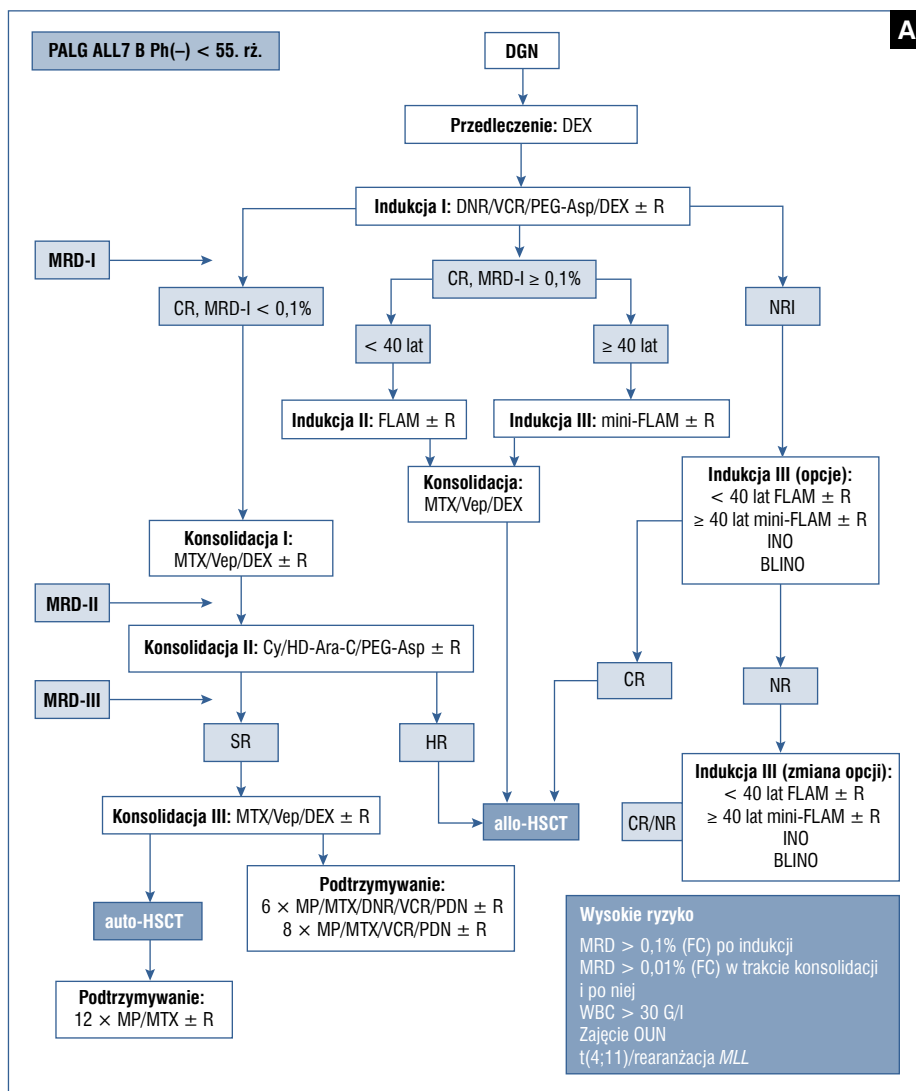 A
PALG ALL7 B Ph(–) < 55. rż.
DGN
Przedleczenie: DEX
Indukcja I: DNR/VCR/PEG-Asp/DEX ± R
MRD-I
CR, MRD-I < 0,1%
CR, MRD-I ≥ 0,1%
NRI
< 40 lat
≥ 40 lat
Indukcja II: FLAM ± R
Indukcja III: mini-FLAM ± R
Konsolidacja:
MTX/Vep/DEX
Indukcja III (opcje):
< 40 lat FLAM ± R
≥ 40 lat mini-FLAM ± R
INO
BLINO
Konsolidacja I:
MTX/Vep/DEX ± R
MRD-II
Konsolidacja II: Cy/HD-Ara-C/PEG-Asp ± R
MRD-III
CR
NR
SR
HR
Indukcja III (zmiana opcji):
< 40 lat FLAM ± R
≥ 40 lat mini-FLAM ± R
INO
BLINO
CR/NR
Konsolidacja III: MTX/Vep/DEX ± R
allo-HSCT
Podtrzymywanie:
6 × MP/MTX/DNR/VCR/PDN ± R
8 × MP/MTX/VCR/PDN ± R
auto-HSCT
Podtrzymywanie:
12 × MP/MTX ± R
Wysokie ryzyko
MRD > 0,1% (FC) po indukcji
MRD > 0,01% (FC) w trakcie konsolidacji
i po niej
WBC > 30 G/l
Zajęcie OUN
t(4;11)/rearanżacja MLL